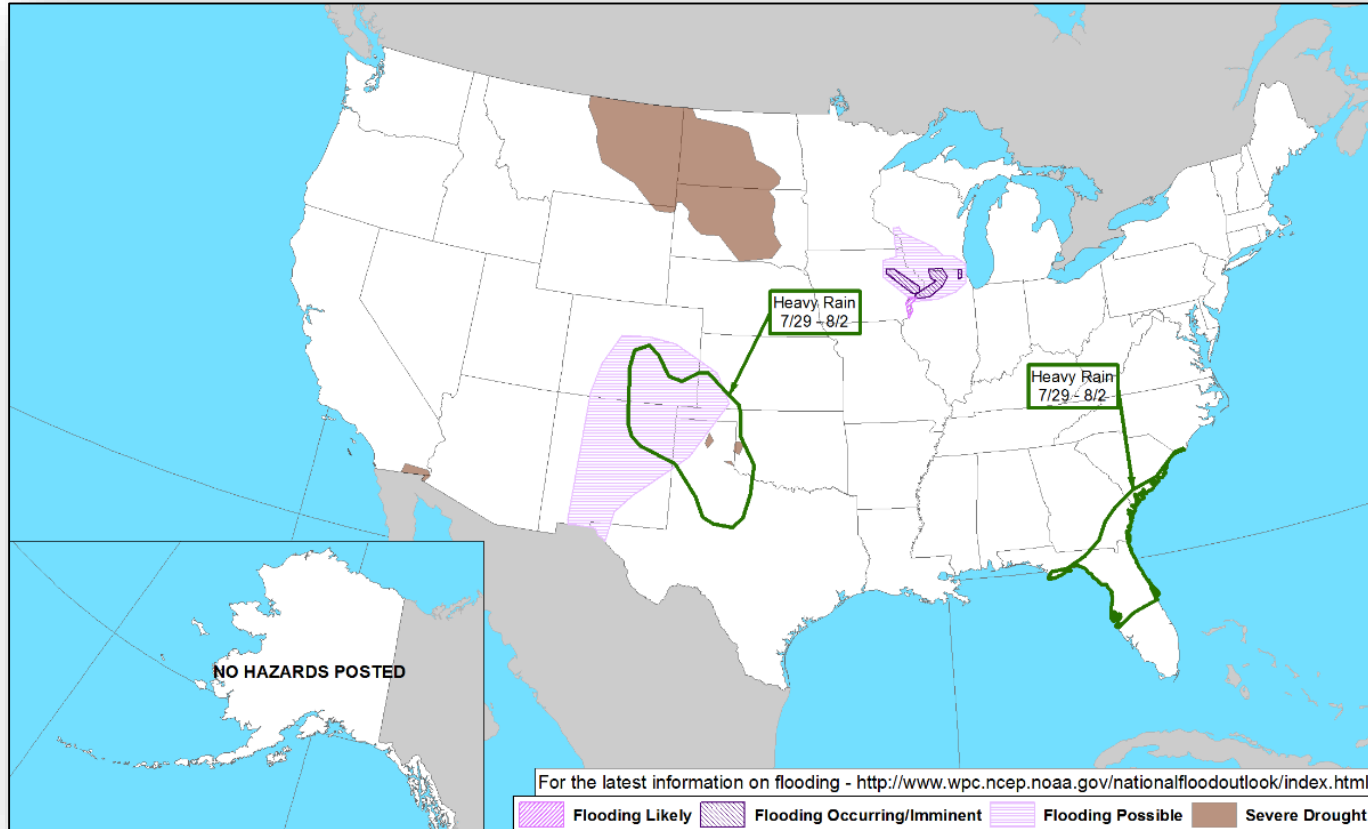 Heavy Rain
7/29 - 8/2
Heavy Rain
7/29 - 8/2
NO HAZARDS POSTED
For the latest information on flooding - http://www.wpc.ncep.noaa.gov/nationalfloodoutlook/index.html
Flooding Likely Flooding Occurring/Imminent Flooding Possible Severe Drought